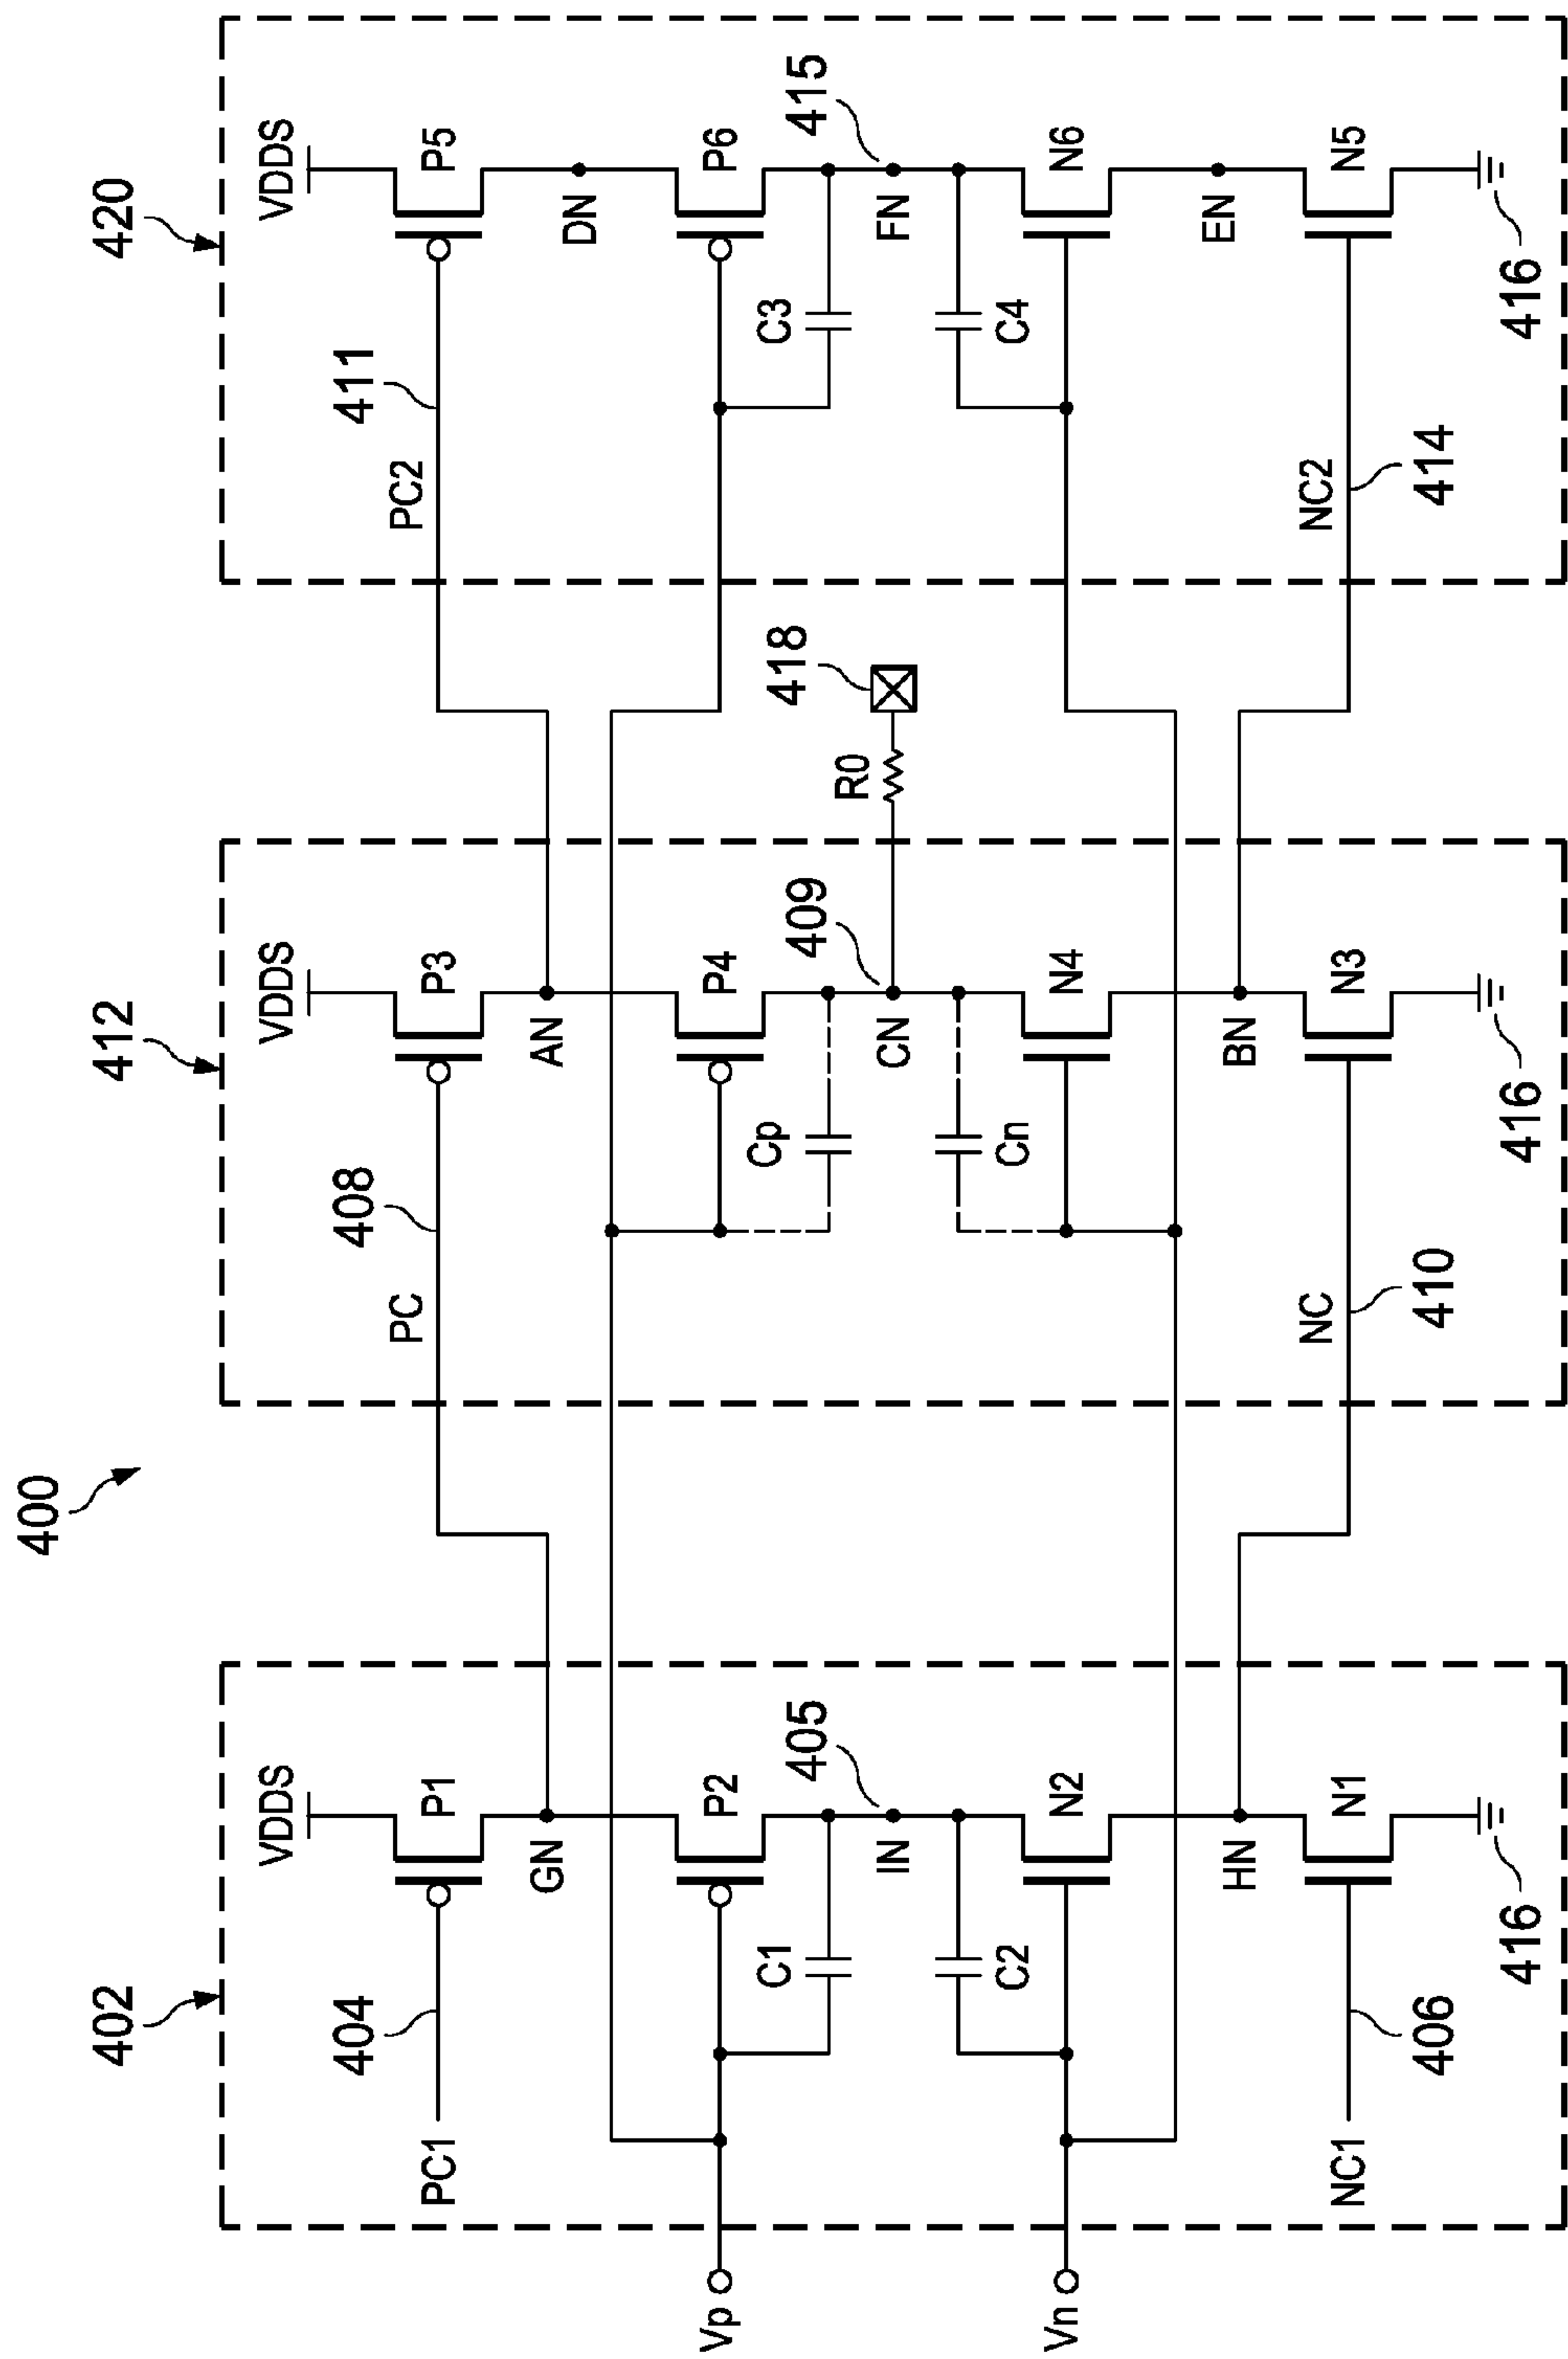 400
402
VDDS
404
P1
PC1
GN
P2
C1
405
IN
C2
N2
HN
NC1
406
N1
416
Vp
Vn
412
VDDS
408
P3
PC
AN
P4
Cp
409
CN
Cn
N4
BN
NC
410
N3
416
R0
418
420
VDDS
411
P5
PC2
DN
P6
C3
415
FN
C4
N6
EN
NC2
414
N5
416